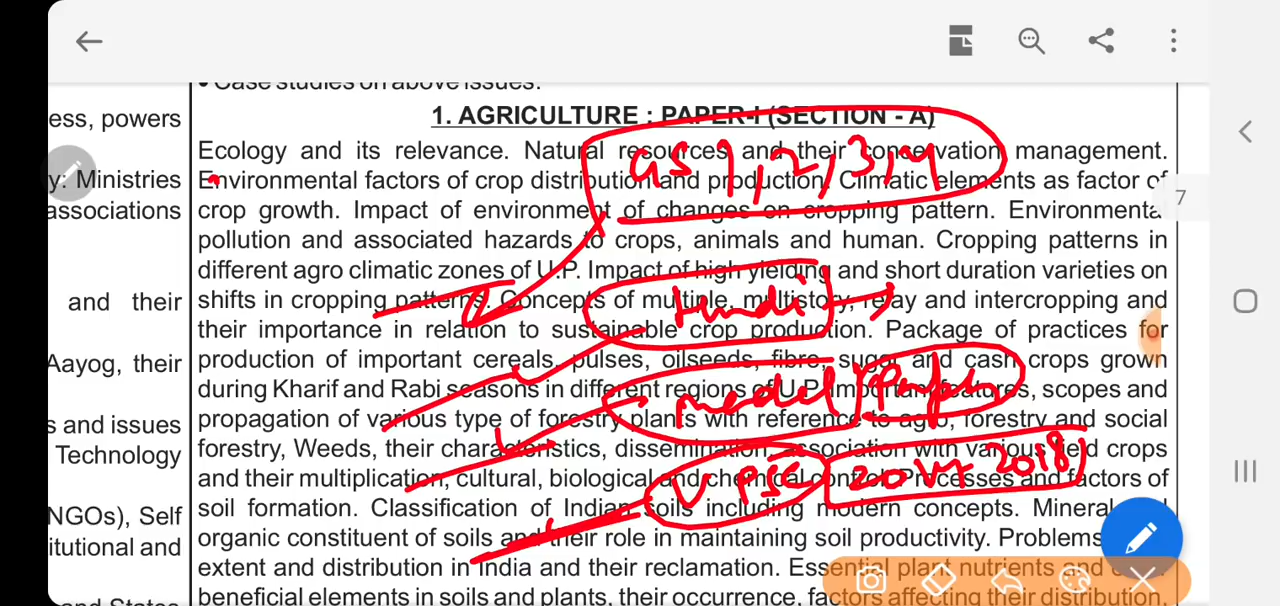 • Case studies on above issues.
1. AGRICULTURE : PAPER-I (SECTION - A)
Ecology and its relevance. Natural resources and their conservation management.
Environmental factors of crop distribution and production. Climatic elements as factor of
crop growth. Impact of environment of changes on cropping pattern. Environmental
pollution and associated hazards to crops, animals and human. Cropping patterns in
different agro climatic zones of U.P. Impact of high yielding and short duration varieties on
shifts in cropping patterns. Concepts of multiple, multistory, relay and intercropping and
their importance in relation to sustainable crop production. Package of practices for
production of important cereals, pulses, oilseeds, fibre, sugar and cash crops grown
during Kharif and Rabi seasons in different regions of U.P. features, scopes and
propagation of various type of forestry plants with reference to agro, forestry and social
forestry, Weeds, their characteristics, dissemination, association with various field crops
and their multiplication, cultural, biological and chemical control. Processes and factors of
soil formation. Classification of Indian soils including modern concepts. Mineral
organic constituent of soils and their role in maintaining soil productivity. Problems
extent and distribution in India and their reclamation. Essential plant nutrients and
beneficial elements in soils and plants, their occurrence, factors affecting their distribution,
ess, powers
y: Ministries
associations
and their
Aayog, their
s and issues
Technology
NGOs), Self
itutional and
and States
GS 1, 2, 3, 4
Hindi
model
UPSC 2018
7